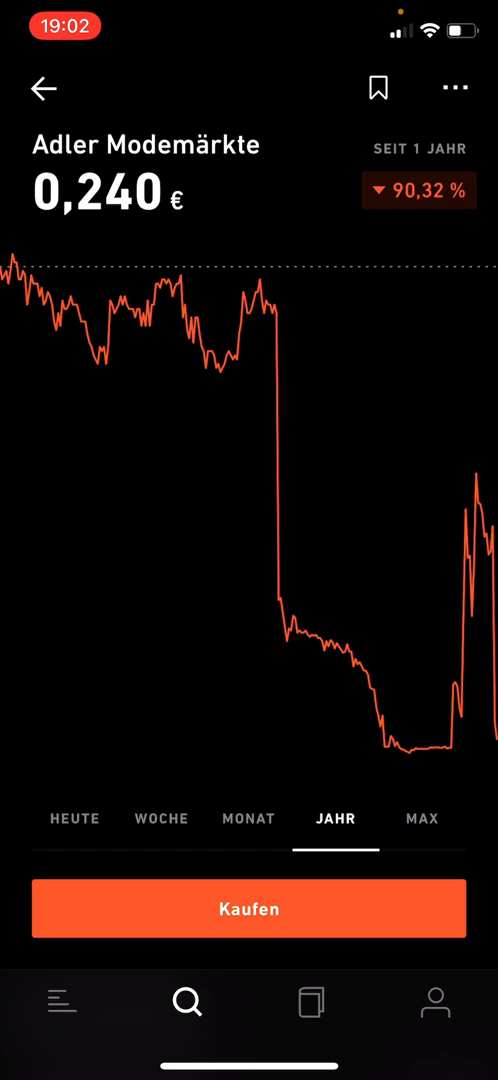 19:02
Adler Modemärkte
SEIT 1 JAHR
0,240 €
90,32 %
HEUTE WOCHE MONAT JAHR MAX
Kaufen